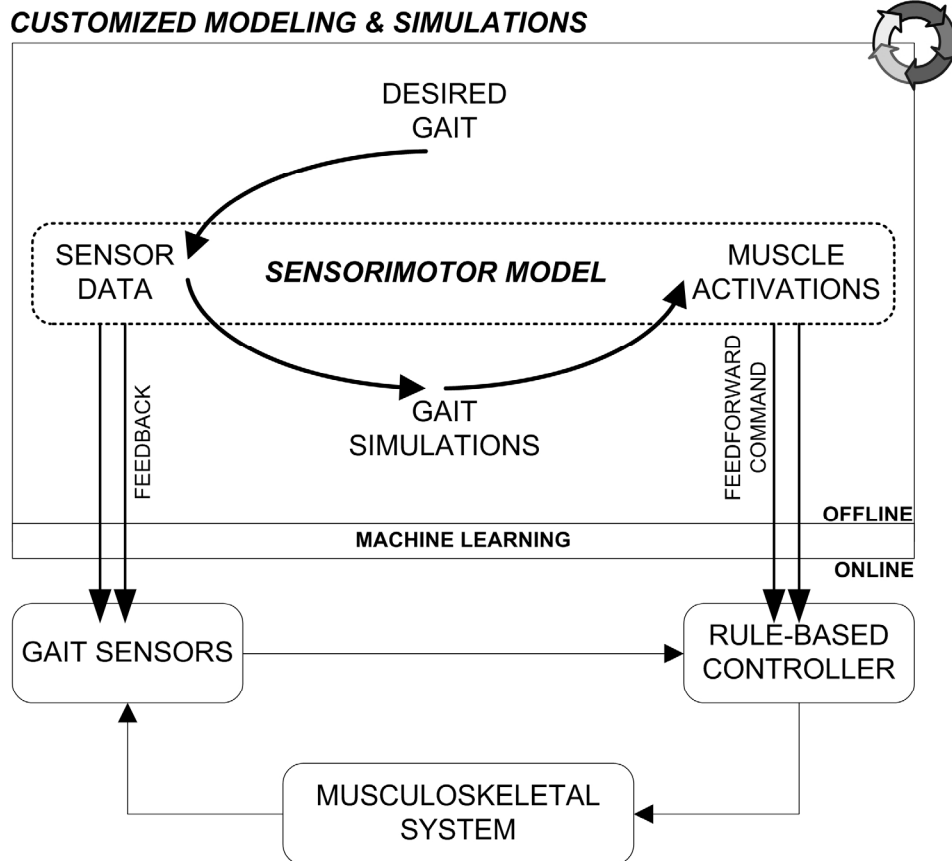 CUSTOMIZED MODELING & SIMULATIONS
DESIRED
GAIT
SENSOR
DATA
SENSORIMOTOR MODEL
MUSCLE
ACTIVATIONS
FEEDBACK
GAIT
SIMULATIONS
FEEDFORWARD
COMMAND
OFFLINE
MACHINE LEARNING
ONLINE
GAIT SENSORS
RULE-BASED
CONTROLLER
MUSCULOSKELETAL
SYSTEM